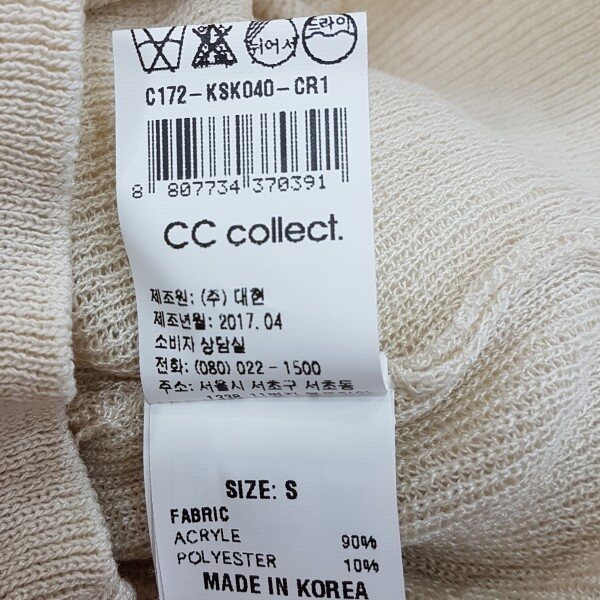 뉘어서 드라이
C172-KSK040-CR1
8 807734 370391
CC collect.
제조원: (주) 대현
제조년월: 2017. 04
소비자 상담실
전화: (080) 022-1500
주소: 서울시 서초구 서초동
SIZE: S
FABRIC
ACRYLE 90%
POLYESTER 10%
MADE IN KOREA